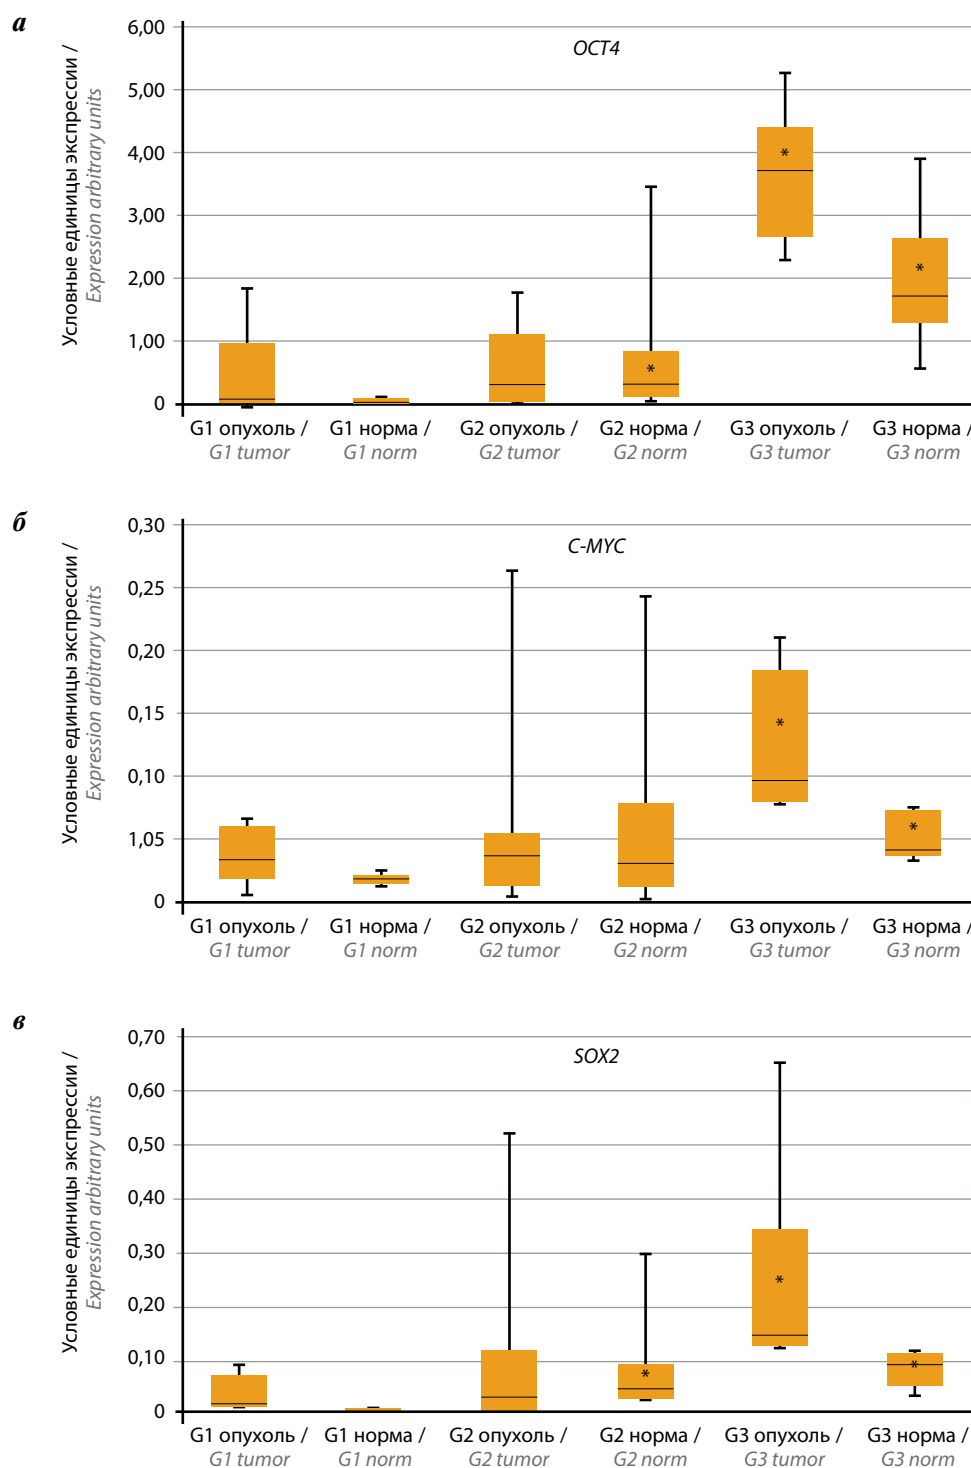 а
Условные единицы экспрессии /
Expression arbitrary units
OCT4
6,00
5,00
4,00
3,00
2,00
1,00
0
*
*
*
G1 опухоль / G1 норма / G2 опухоль / G2 норма / G3 опухоль / G3 норма /
G1 tumor G1 norm G2 tumor G2 norm G3 tumor G3 norm
б
Условные единицы экспрессии /
Expression arbitrary units
C-MYC
0,30
0,25
0,20
0,15
0,10
1,05
0
*
*
G1 опухоль / G1 норма / G2 опухоль / G2 норма / G3 опухоль / G3 норма /
G1 tumor G1 norm G2 tumor G2 norm G3 tumor G3 norm
в
Условные единицы экспрессии /
Expression arbitrary units
SOX2
0,70
0,60
0,50
0,40
0,30
0,20
0,10
0
*
*
*
G1 опухоль / G1 норма / G2 опухоль / G2 норма / G3 опухоль / G3 норма /
G1 tumor G1 norm G2 tumor G2 norm G3 tumor G3 norm